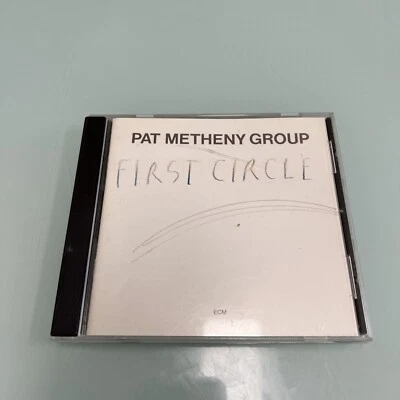 PAT METHENY GROUP
FIRST CIRCLE
ECM